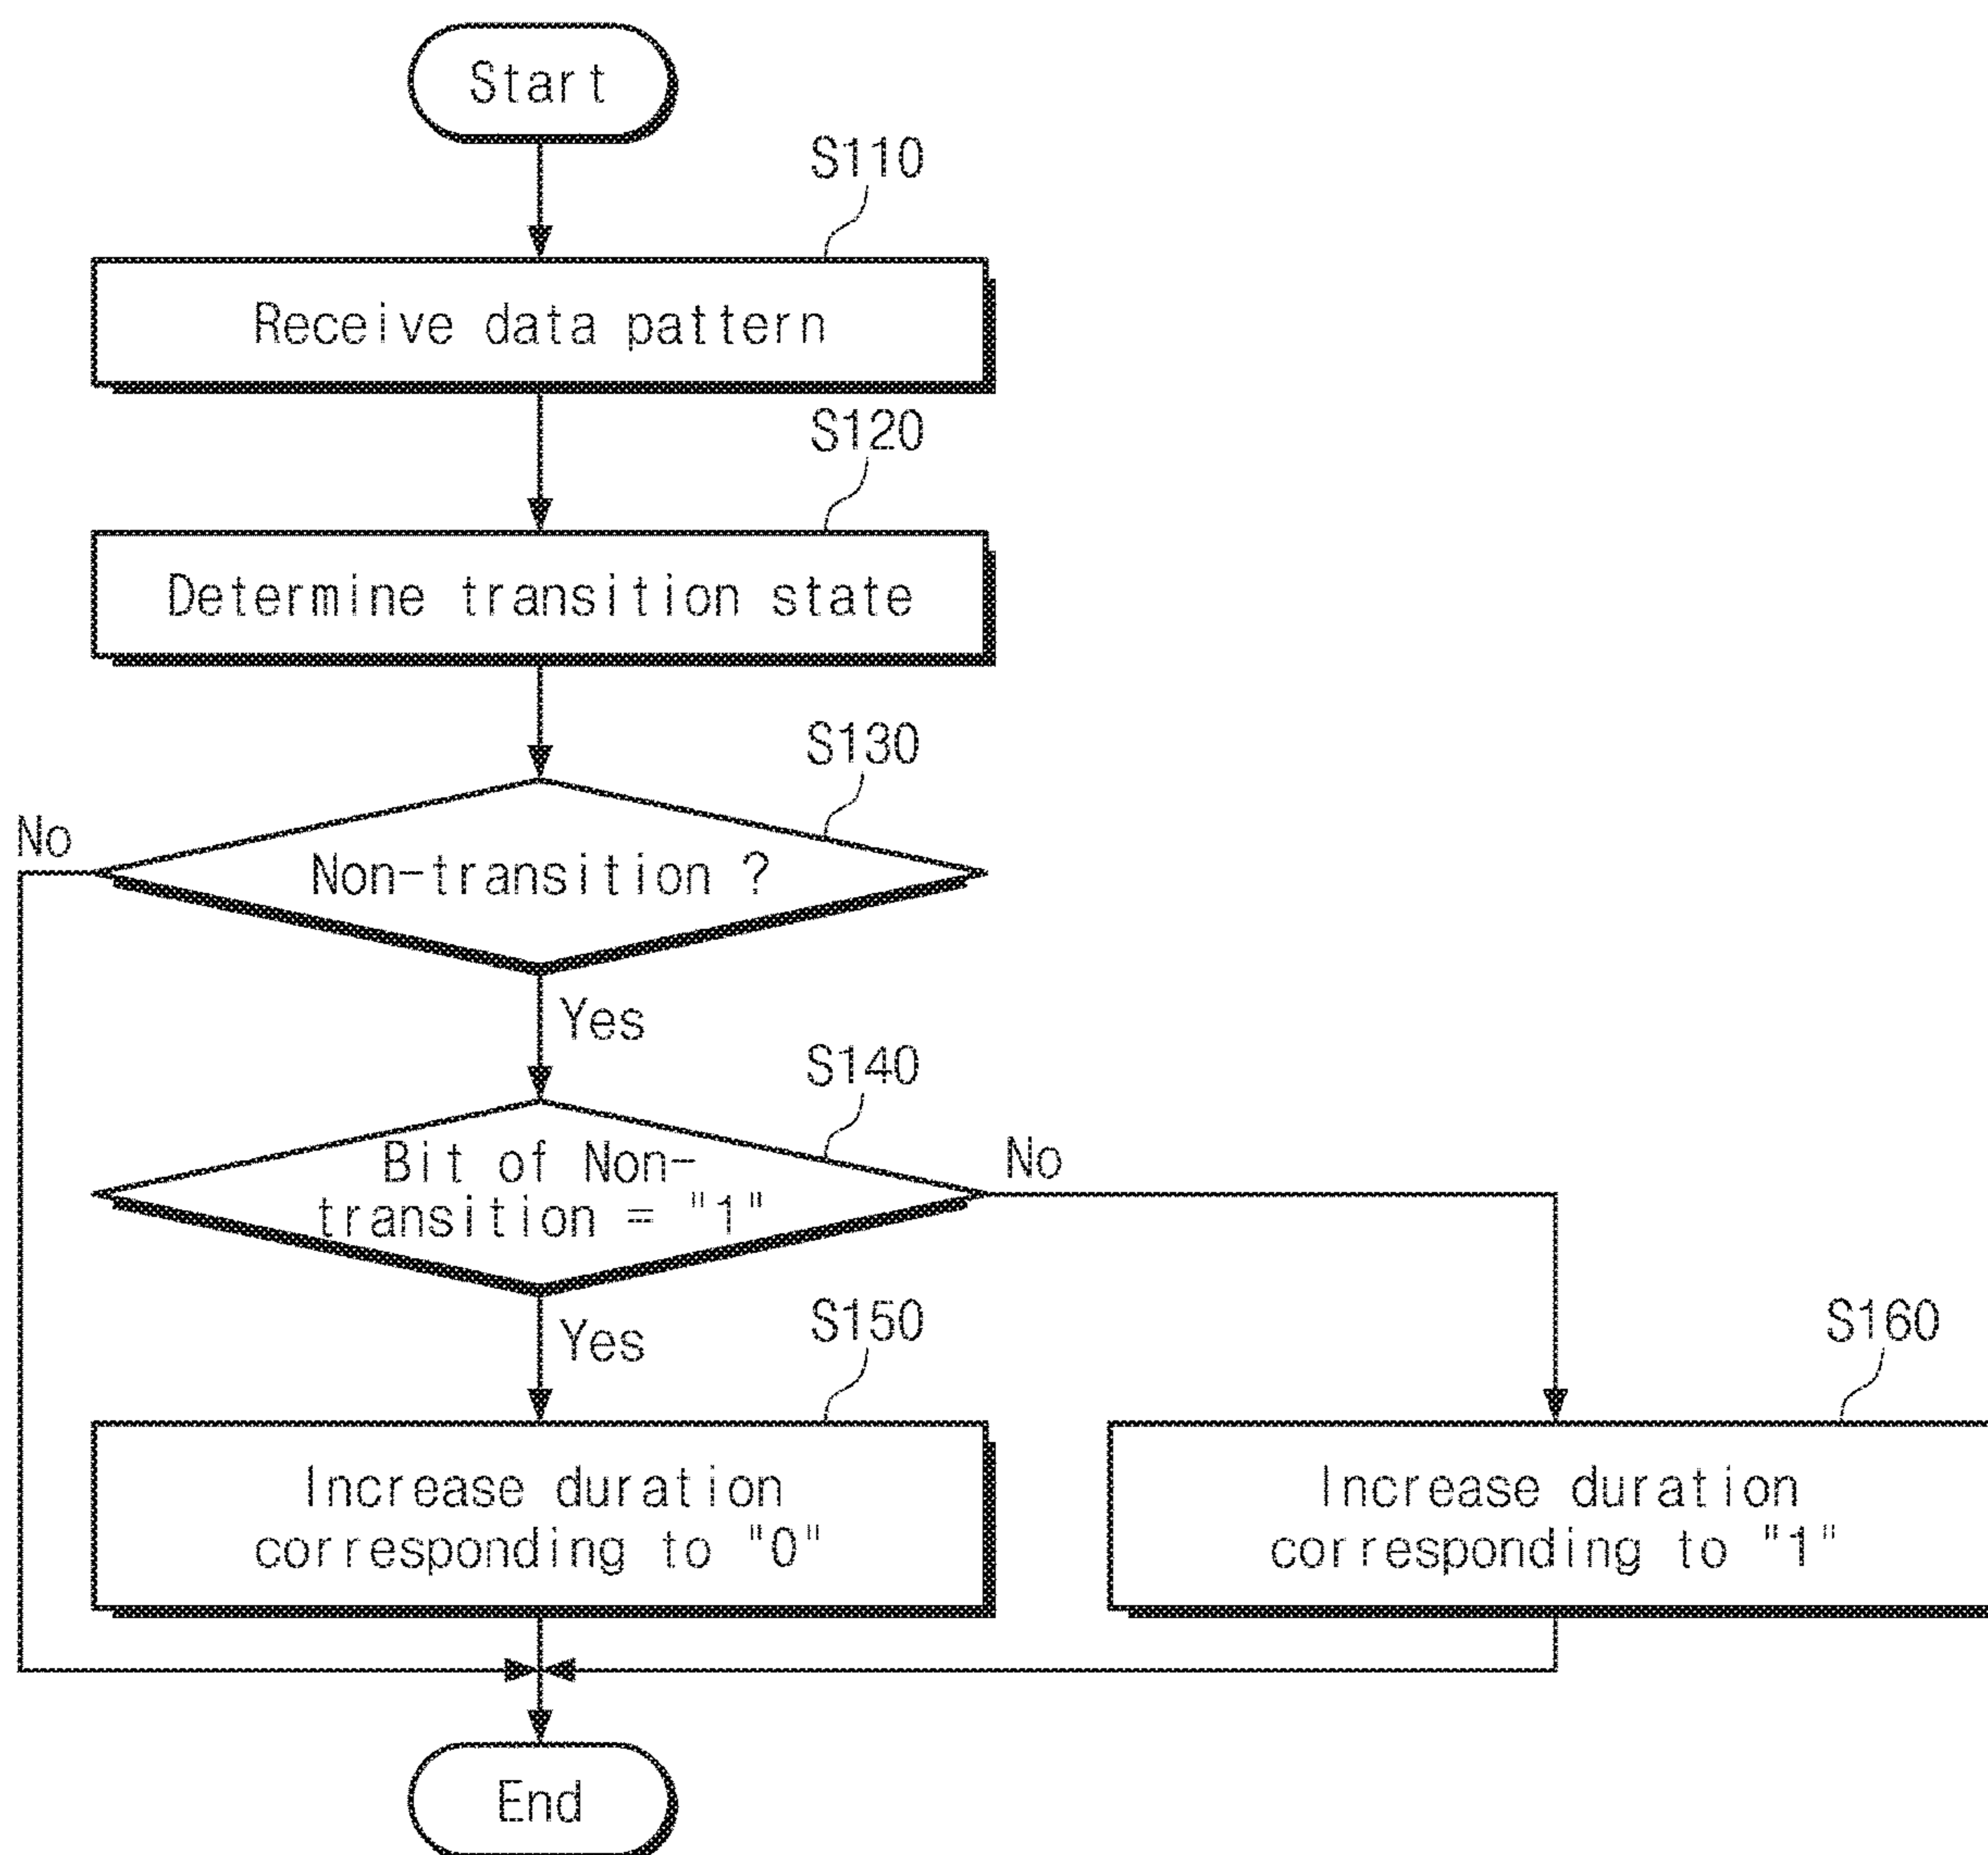 Start
S110
Receive data pattern
S120
Determine transition state
S130
No
Non-transition ?
Yes
S140
Bit of Non-
transition = "1"
No
Yes
S150
S160
Increase duration
corresponding to "0"
Increase duration
corresponding to "1"
End